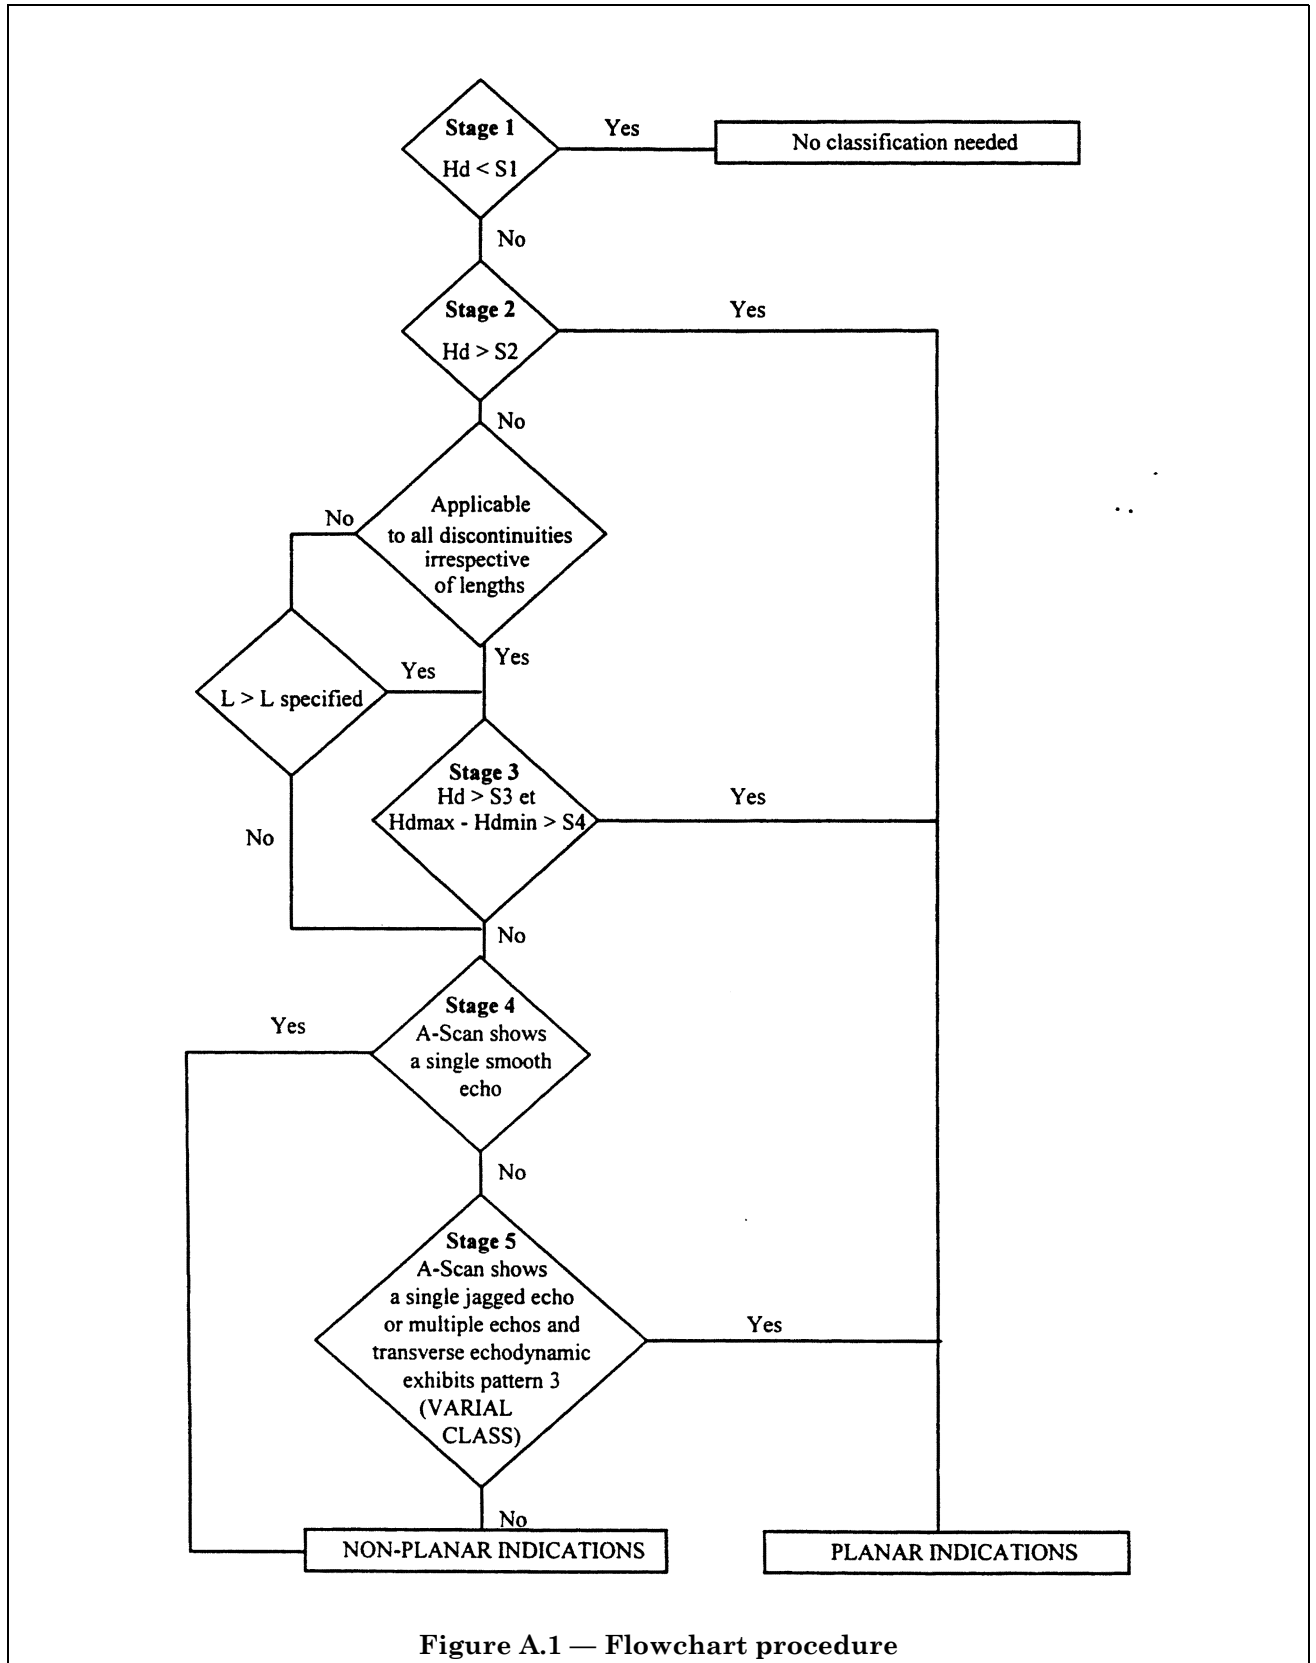 Stage 1
Hd < S1
Yes
No classification needed
No
Stage 2
Hd > S2
Yes
No
Applicable
to all discontinuities
irrespective
of lengths
No
Yes
L > L specified
Yes
No
Stage 3
Hd > S3 et
Hdmax - Hdmin > S4
Yes
No
Stage 4
A-Scan shows
a single smooth
echo
Yes
No
Stage 5
A-Scan shows
a single jagged echo
or multiple echos and
transverse echodynamic
exhibits pattern 3
(VARIAL
CLASS)
Yes
No
NON-PLANAR INDICATIONS
PLANAR INDICATIONS
Figure A.1 — Flowchart procedure